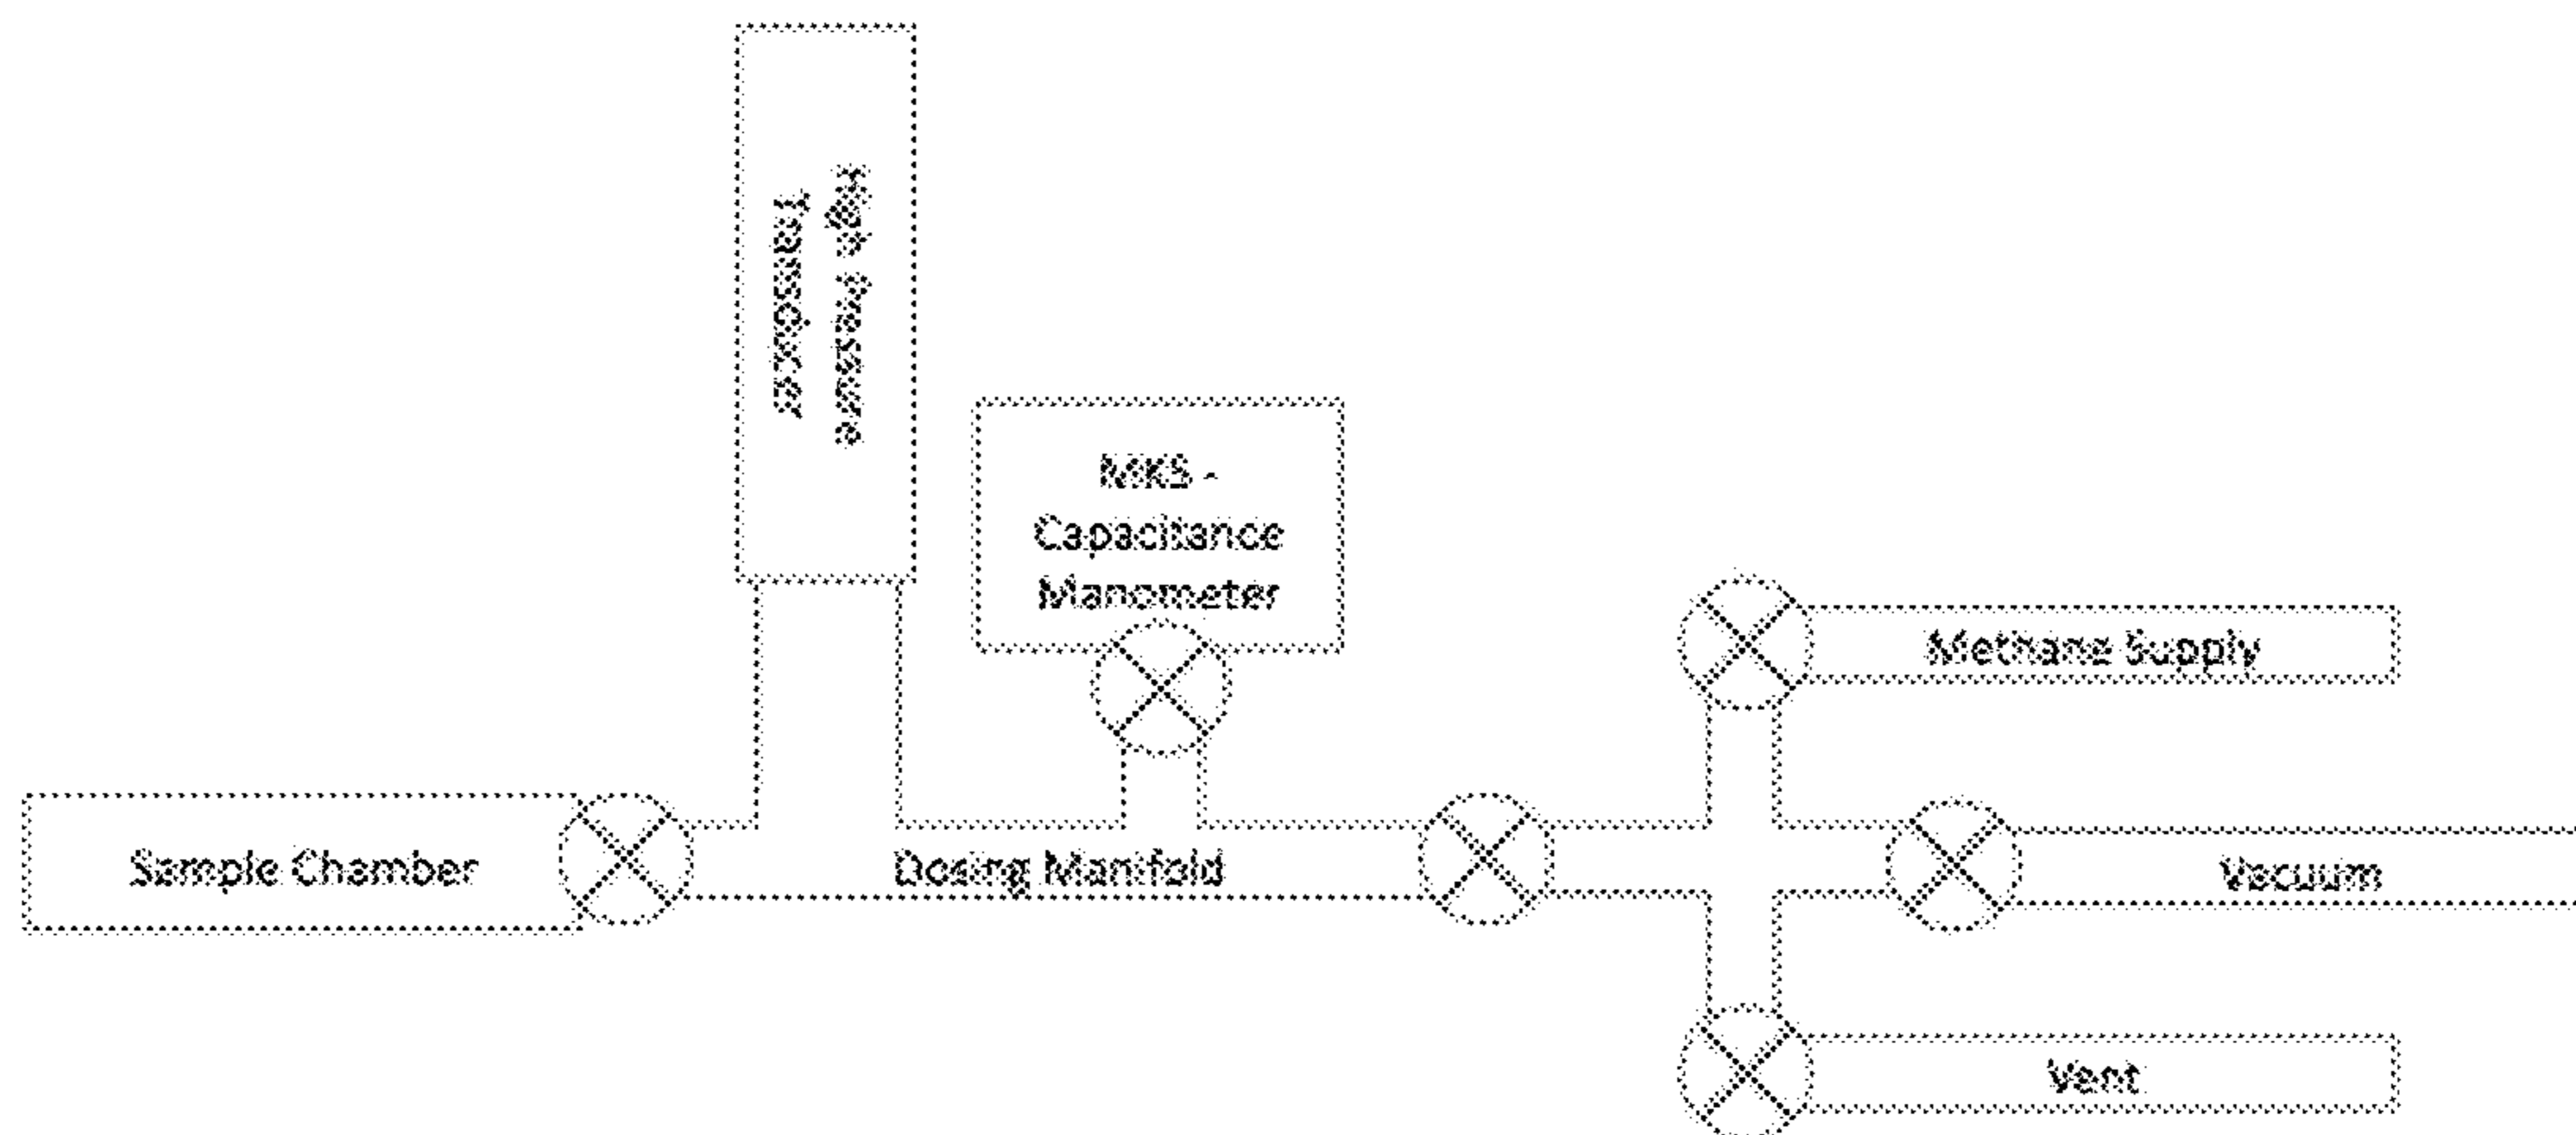 High Pressure
Transducer
MKS -
Capacitance
Manometer
Methane Supply
Sample Chamber
Dosing Manifold
Vacuum
Vent